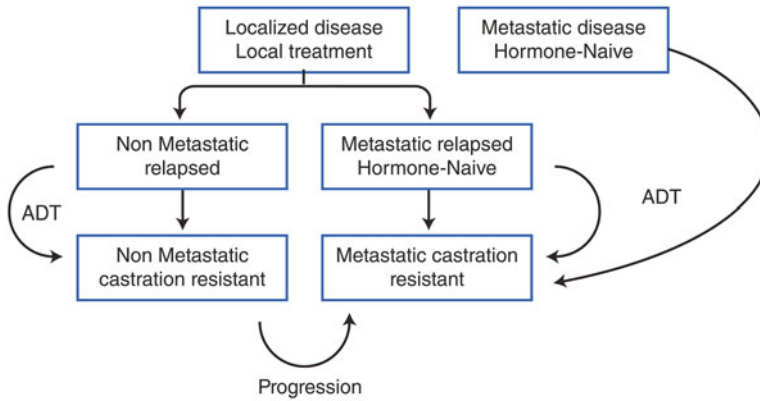 Localized disease
Local treatment
Metastatic disease
Hormone-Naive
Non Metastatic
relapsed
Metastatic relapsed
Hormone-Naive
ADT
ADT
Non Metastatic
castration resistant
Metastatic castration
resistant
Progression